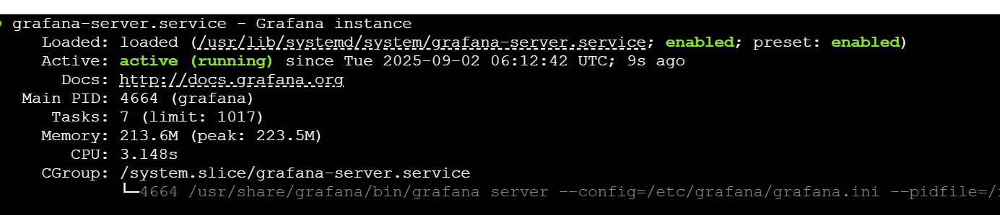 grafana-server.service - Grafana instance
Loaded: loaded (/usr/lib/systemd/system/grafana-server.service; enabled; preset: enabled)
Active: active (running) since Tue 2025-09-02 06:12:42 UTC; 9s ago
Docs: http://docs.grafana.org
Main PID: 4664 (grafana)
Tasks: 7 (limit: 1017)
Memory: 213.6M (peak: 223.5M)
CPU: 3.148s
CGroup: /system.slice/grafana-server.service
└─4664 /usr/share/grafana/bin/grafana server --config=/etc/grafana/grafana.ini --pidfile=/